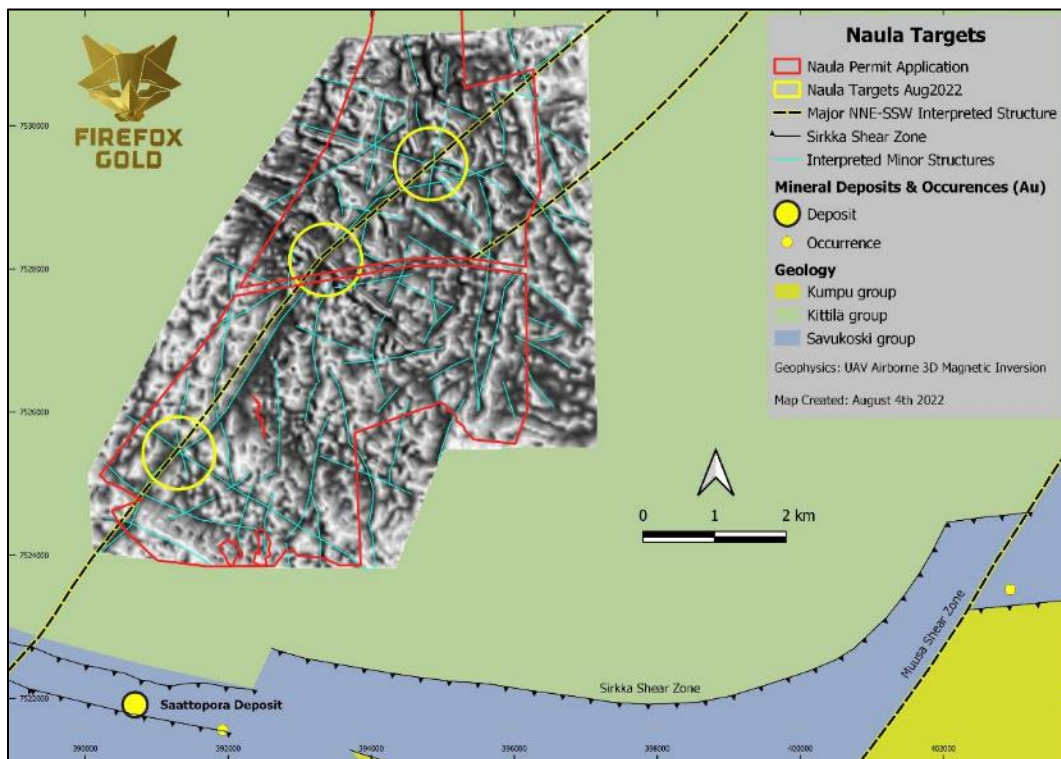 FIREFOX
GOLD
Naula Targets
Naula Permit Application
Naula Targets Aug2022
Major NNE-SSW Interpreted Structure
Sirkka Shear Zone
Interpreted Minor Structures
Mineral Deposits & Occurences (Au)
Deposit
Occurrence
Geology
Kumpu group
Kittilä group
Savukoski group
Geophysics: UAV Airborne 3D Magnetic Inversion
Map Created: August 4th 2022
7530000
7528000
7526000
7524000
7522000
0 1 2 km
Muusa Shear Zone
Sirkka Shear Zone
Saattopora Deposit
390000 392000 394000 396000 398000 400000 402000